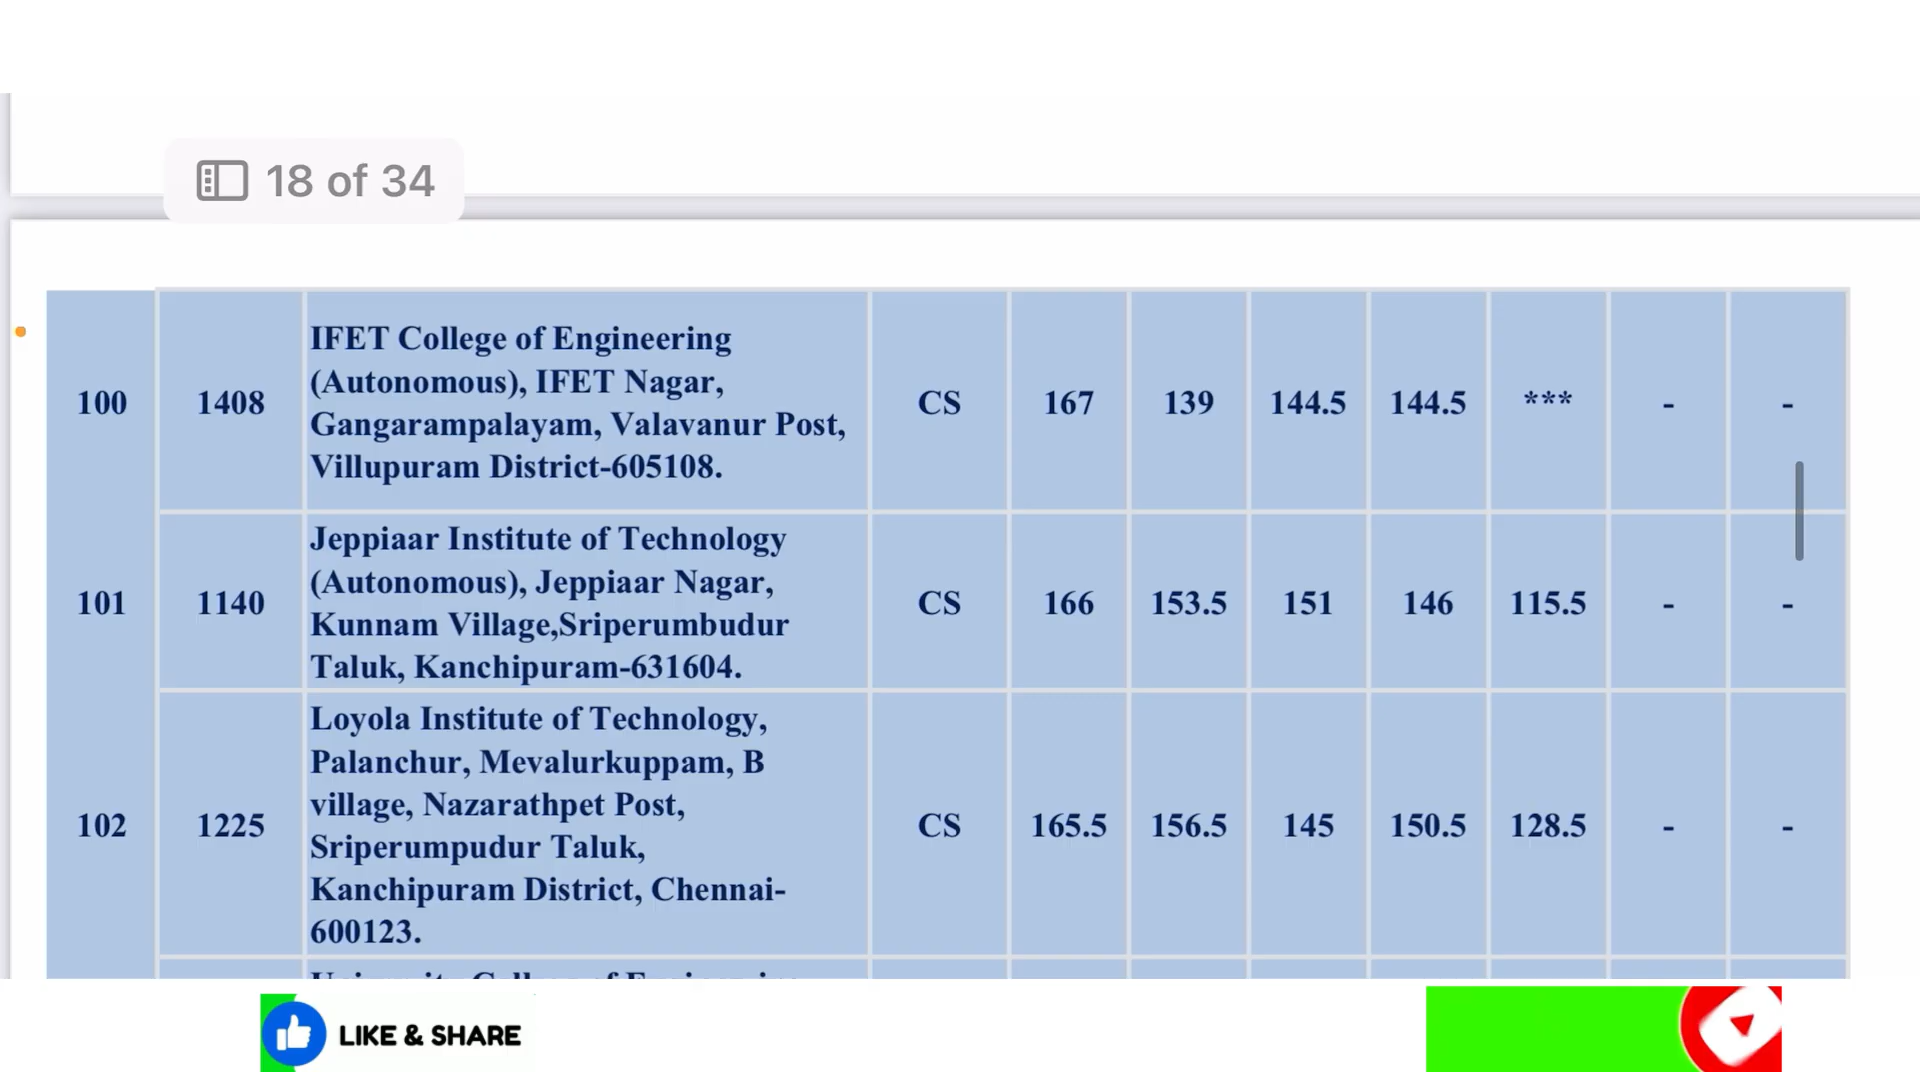 18 of 34
IFET College of Engineering
(Autonomous), IFET Nagar,
100 1408 CS 167 139 144.5 144.5 *** - -
Gangarampalayam, Valavanur Post,
Villupuram District-605108.
Jeppiaar Institute of Technology
(Autonomous), Jeppiaar Nagar,
101 1140 CS 166 153.5 151 146 115.5 - -
Kunnam Village,Sriperumbudur
Taluk, Kanchipuram-631604.
Loyola Institute of Technology,
Palanchur, Mevalurkuppam, B
village, Nazarathpet Post,
102 1225 CS 165.5 156.5 145 150.5 128.5 - -
Sriperumpudur Taluk,
Kanchipuram District, Chennai-
600123.
LIKE & SHARE